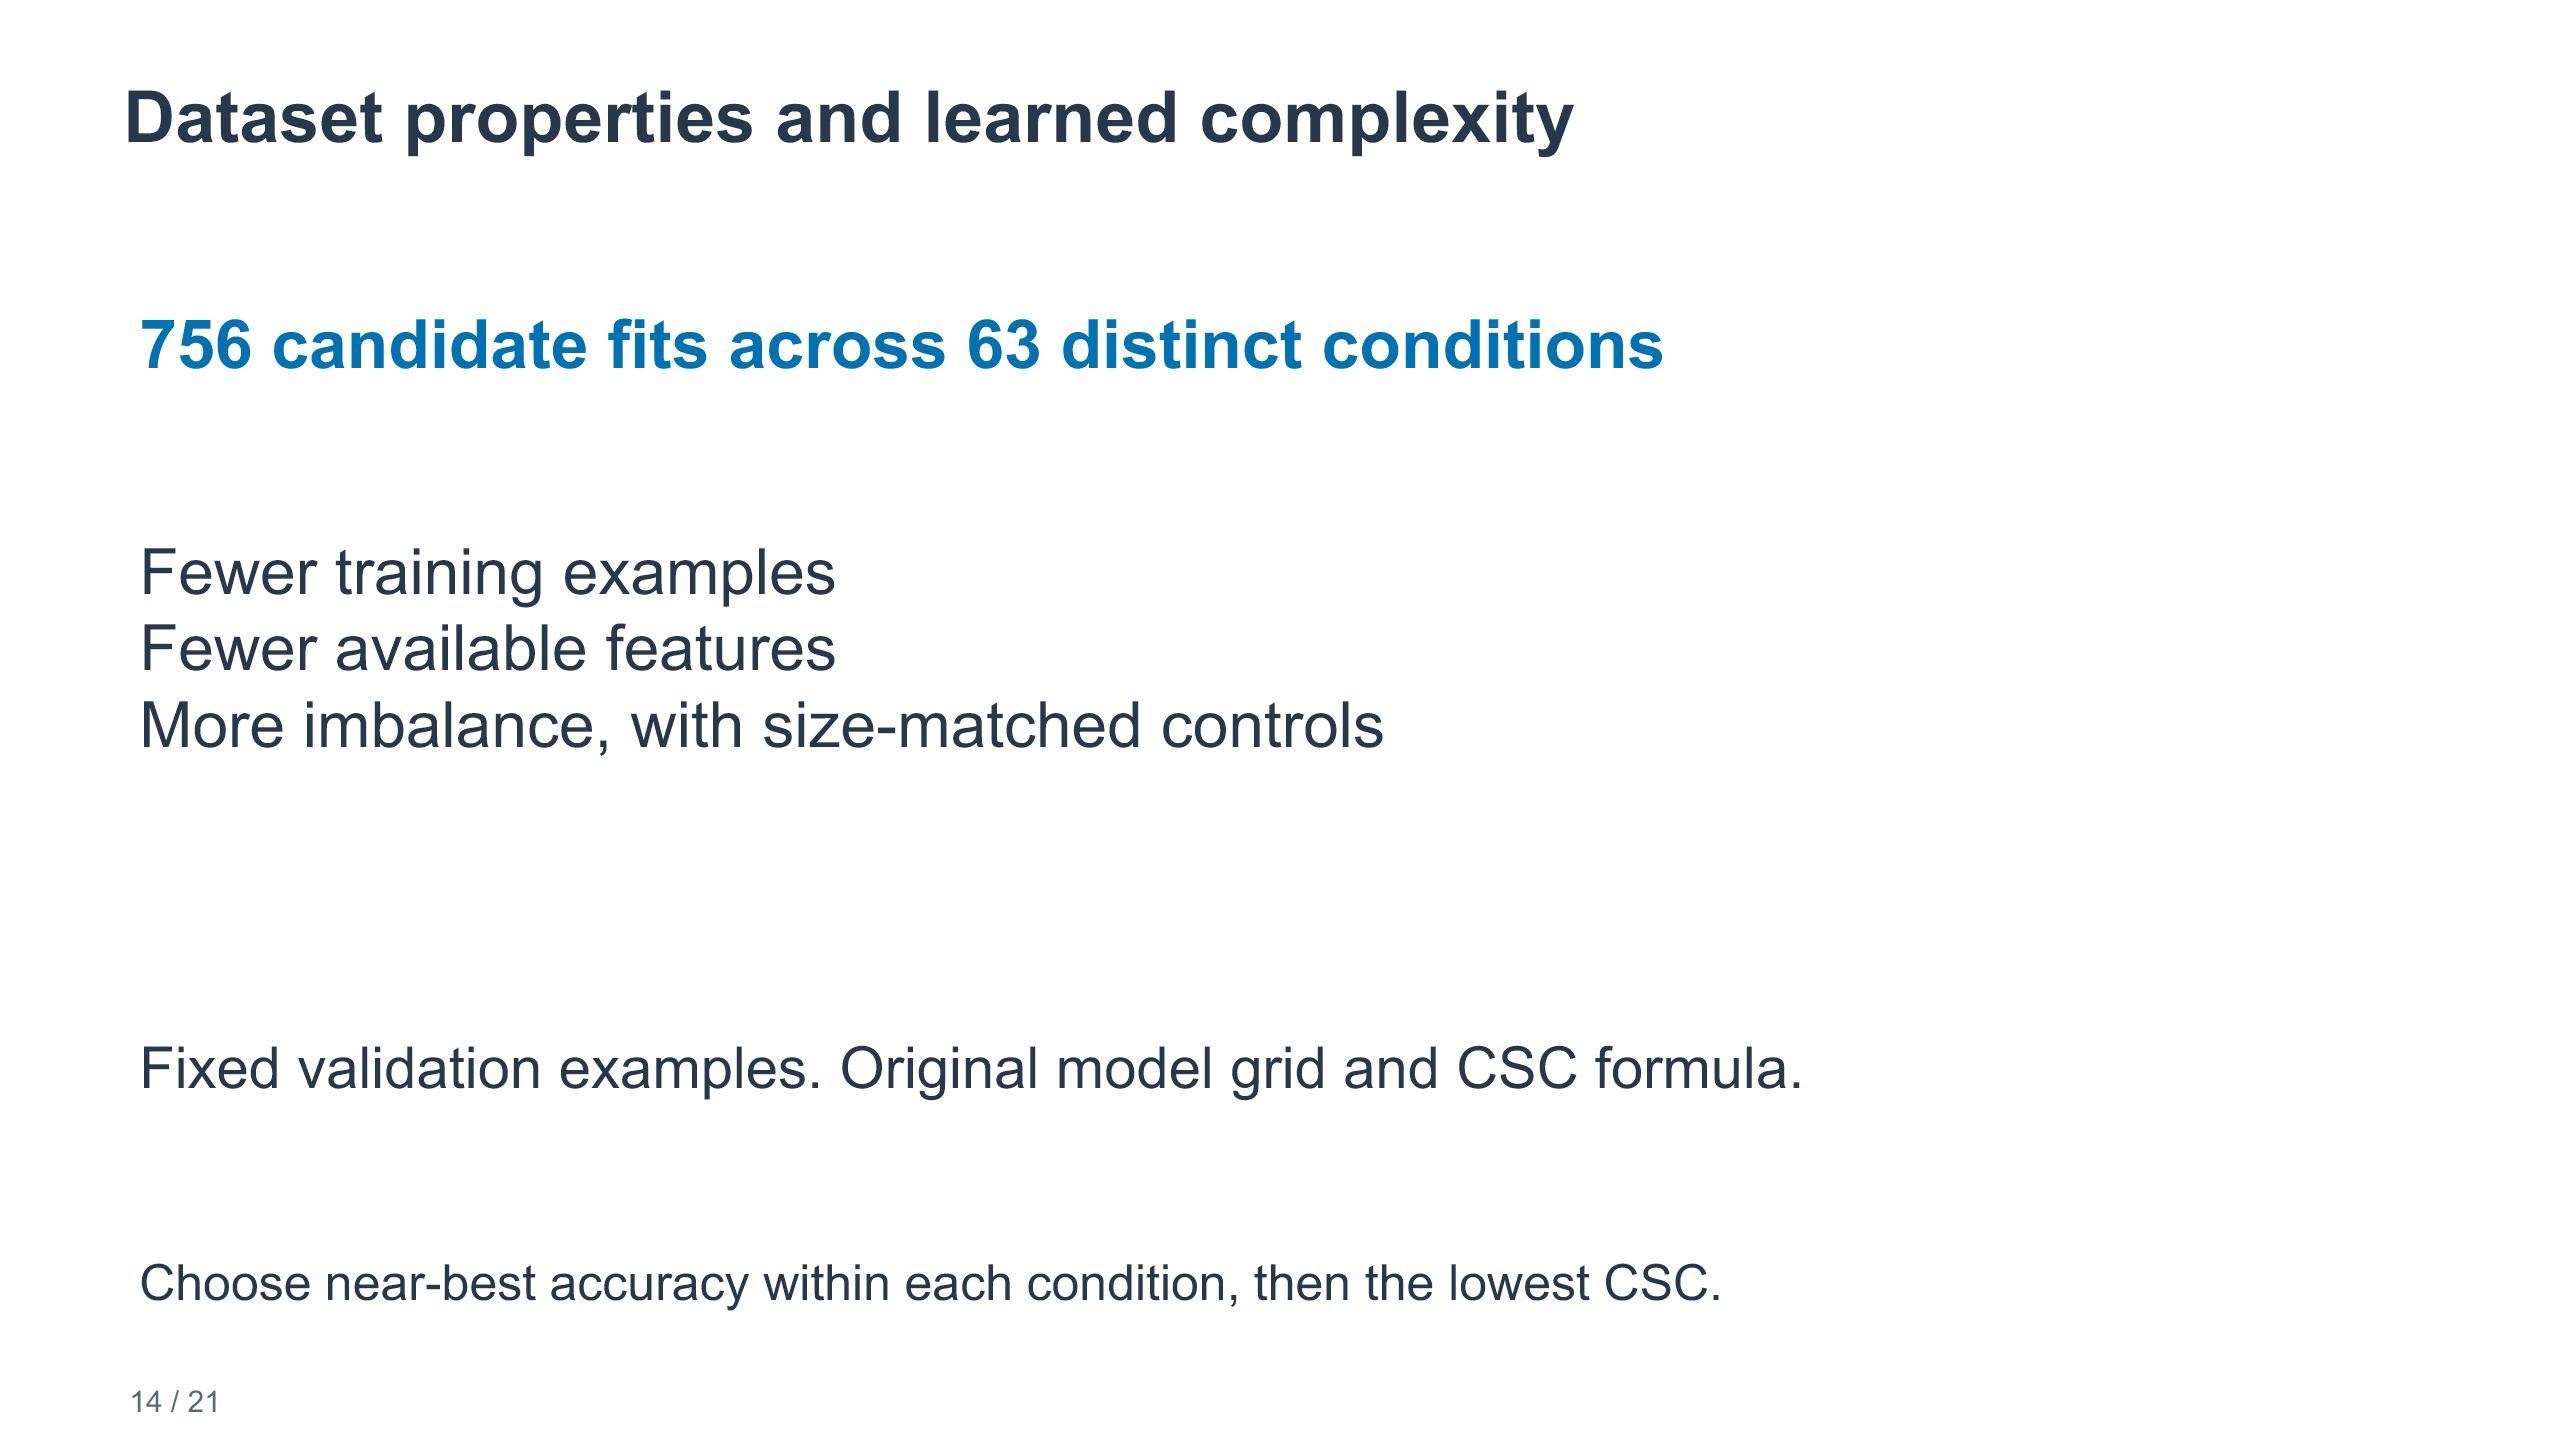 Dataset properties and learned complexity
756 candidate fits across 63 distinct conditions
Fewer training examples
Fewer available features
More imbalance, with size-matched controls
Fixed validation examples. Original model grid and CSC formula.
Choose near-best accuracy within each condition, then the lowest CSC.
14 / 21